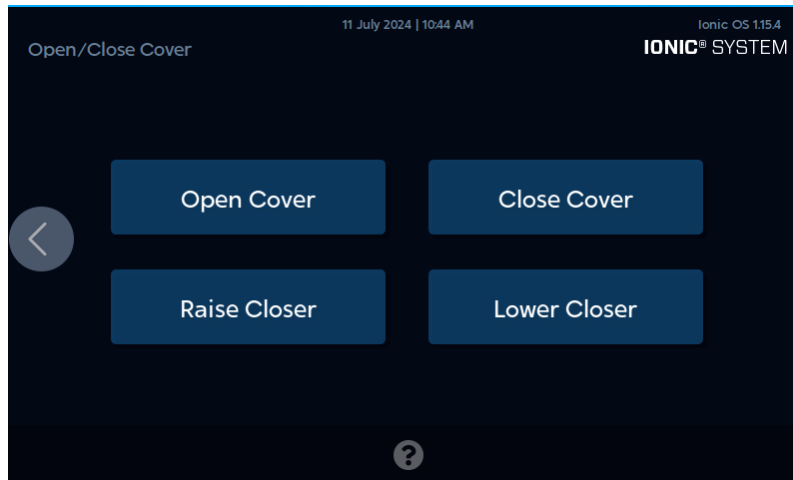 11 July 2024 | 10:44 AM
Ionic OS 1.15.4
Open/Close Cover
IONIC® SYSTEM
Open Cover
Close Cover
Raise Closer
Lower Closer
?